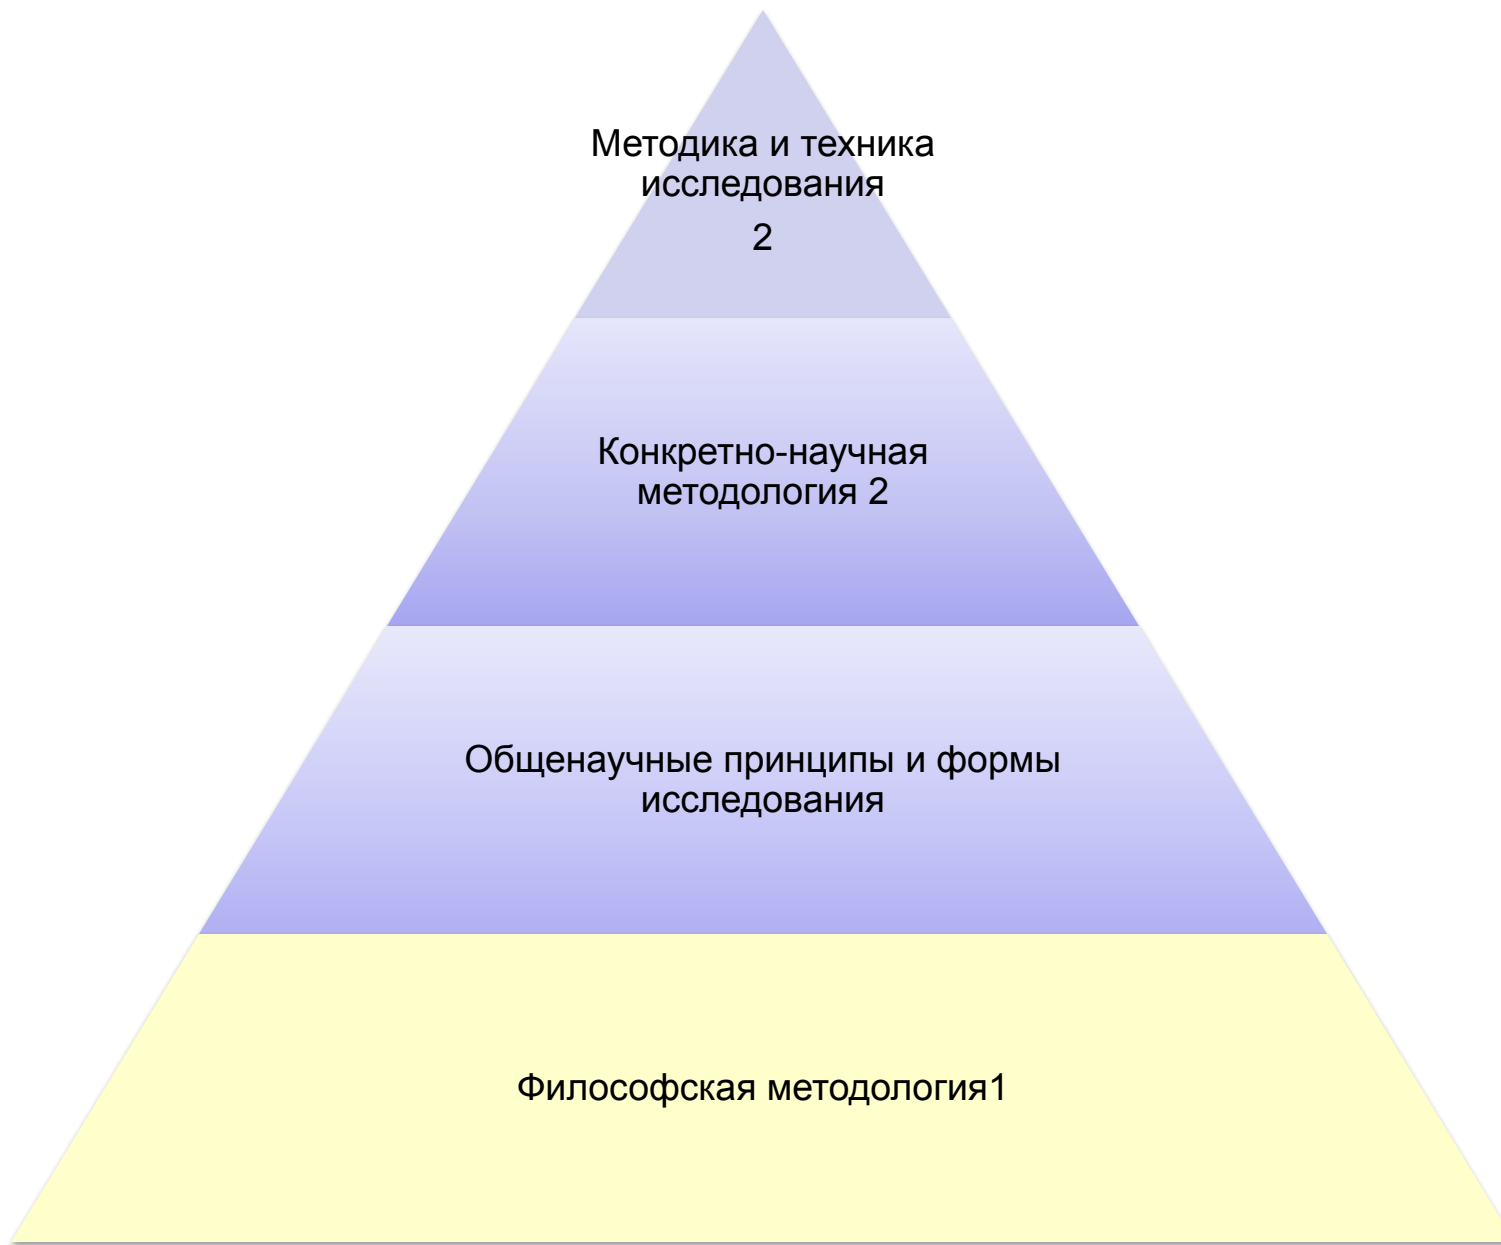 Методика и техника
исследования
2
Конкретно-научная
методология 2
Общенаучные принципы и формы
исследования
Философская методология1